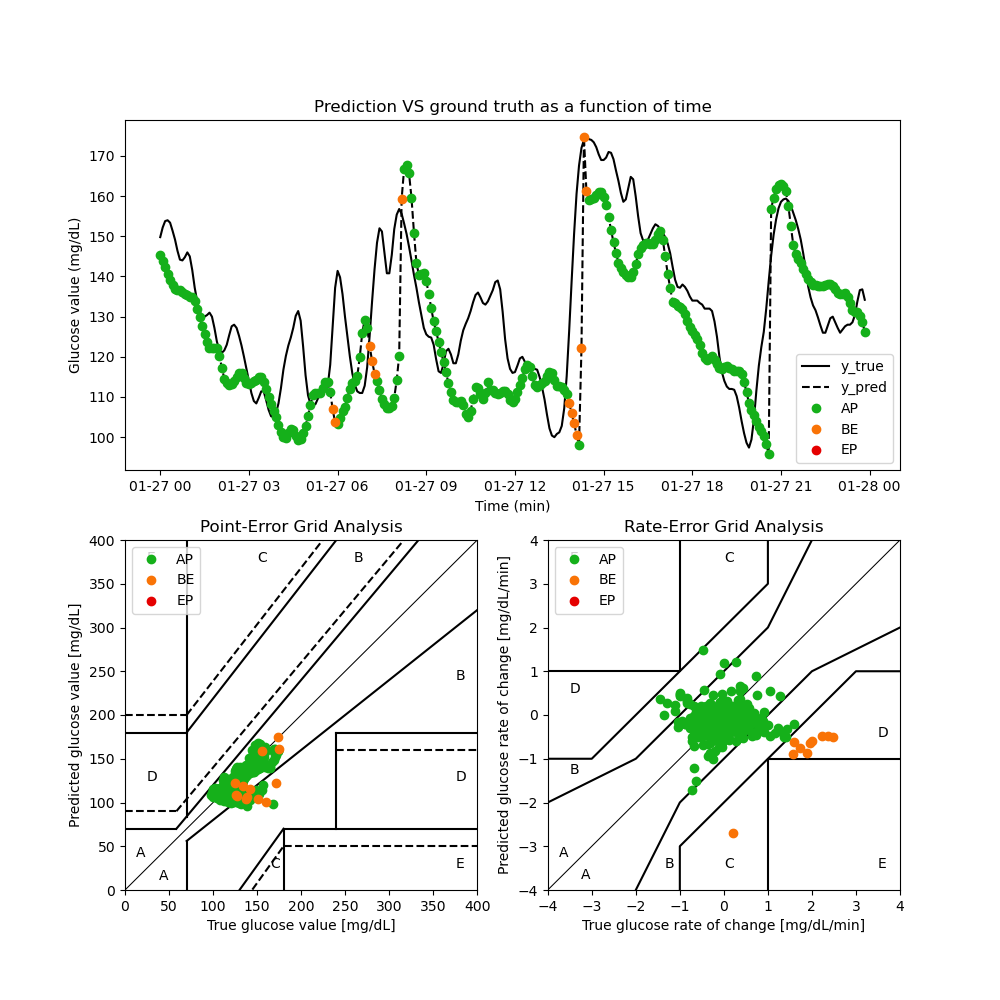 Prediction VS ground truth as a function of time
Glucose value (mg/dL)
170
160
150
140
130
120
110
100
y_true
y_pred
AP
BE
EP
01-27 00 01-27 03 01-27 06 01-27 09 01-27 12 01-27 15 01-27 18 01-27 21 01-28 00
Time (min)
Point-Error Grid Analysis
Predicted glucose value [mg/dL]
400
350
300
250
200
150
100
50
0
AP
BE
EP
C B
B
D D
A
A C E
0 50 100 150 200 250 300 350 400
True glucose value [mg/dL]
Rate-Error Grid Analysis
Predicted glucose rate of change [mg/dL/min]
4
3
2
1
0
−1
−2
−3
−4
AP
BE
EP
C
D
D
B
A
A B C E
−4 −3 −2 −1 0 1 2 3 4
True glucose rate of change [mg/dL/min]